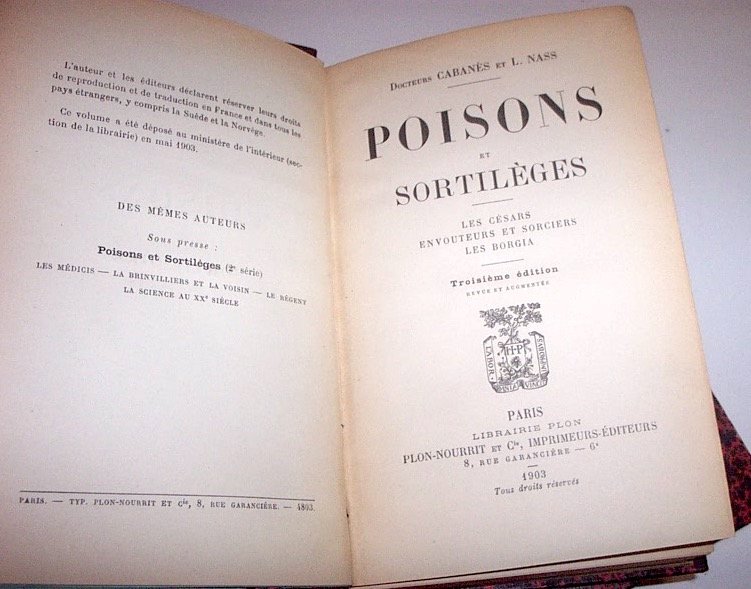 L'auteur et les éditeurs déclarent réserver leurs droits
de reproduction et de traduction en France et dans tous les
pays étrangers, y compris la Suède et la Norvège.
Ce volume a été déposé au ministère de l'intérieur (sec-
tion de la librairie) en mai 1903.
DES MÊMES AUTEURS
Sous presse :
Poisons et Sortilèges (2e série)
LES MÉDICIS — LA BRINVILLIERS ET LA VOISIN — LE RÉGENT
LA SCIENCE AU XXe SIÈCLE
PARIS. — TYP. PLON-NOURRIT ET Cie, 8, RUE GARANCIÈRE. — 4803.
DOCTEURS CABANÈS ET L. NASS
POISONS
ET
SORTILÈGES
LES CÉSARS
ENVOUTEURS ET SORCIERS
LES BORGIA
Troisième édition
REVUE ET AUGMENTÉE
LABOR
H·P
PARIS
LIBRAIRIE PLON
PLON-NOURRIT ET Cie, IMPRIMEURS-ÉDITEURS
8, RUE GARANCIÈRE — 6e
1903
Tous droits réservés